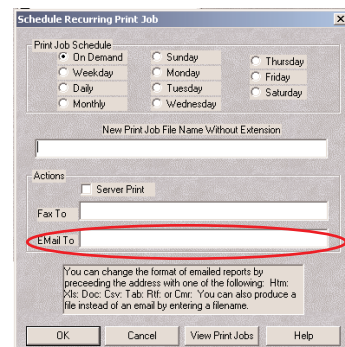 Schedule Recurring Print Job
Print Job Schedule
On Demand Sunday Thursday
Weekday Monday Friday
Daily Tuesday Saturday
Monthly Wednesday
New Print Job File Name Without Extension
Actions
Server Print
Fax To
EMail To
You can change the format of emailed reports by
preceeding the address with one of the following: Htm:
Xls: Doc: Csv: Tab: Rtf: or Cmr: You can also produce a
file instead of an email by entering a filename.
OK Cancel View Print Jobs Help